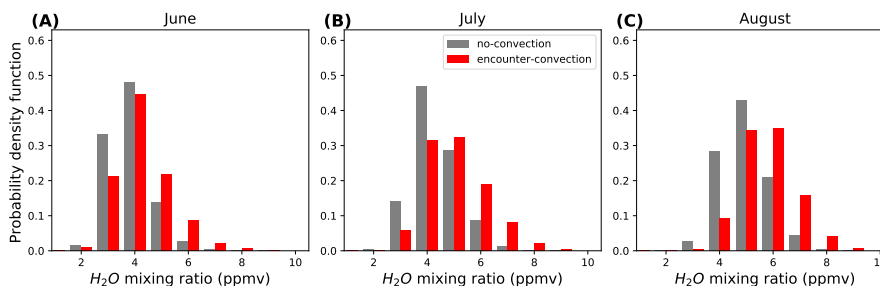 (A) June
Probability density function
0.6
0.5
0.4
0.3
0.2
0.1
0.0
2 4 6 8 10
H₂O mixing ratio (ppmv)
(B) July
no-convection
encounter-convection
0.6
0.5
0.4
0.3
0.2
0.1
0.0
2 4 6 8 10
H₂O mixing ratio (ppmv)
(C) August
0.6
0.5
0.4
0.3
0.2
0.1
0.0
2 4 6 8 10
H₂O mixing ratio (ppmv)